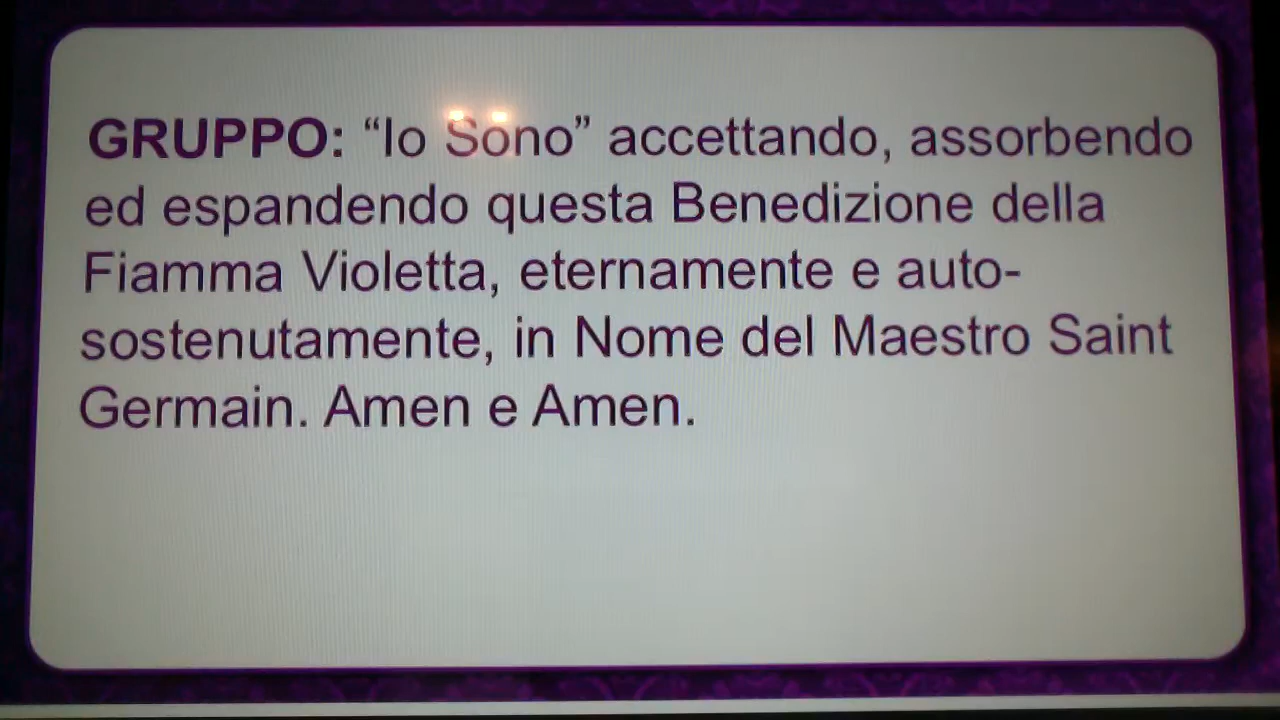 GRUPPO: “Io Sono” accettando, assorbendo
ed espandendo questa Benedizione della
Fiamma Violetta, eternamente e auto-
sostenutamente, in Nome del Maestro Saint
Germain. Amen e Amen.